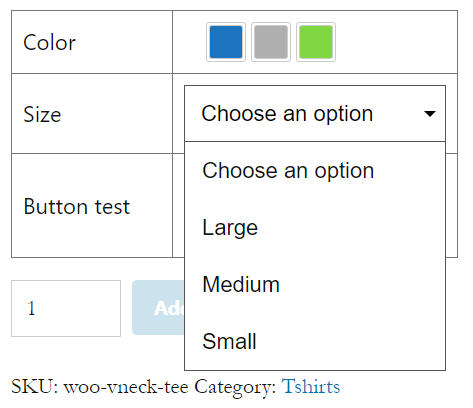 Color
Size
Choose an option
Choose an option
Large
Button test
Medium
1
Small
SKU: woo-vneck-tee Category: Tshirts